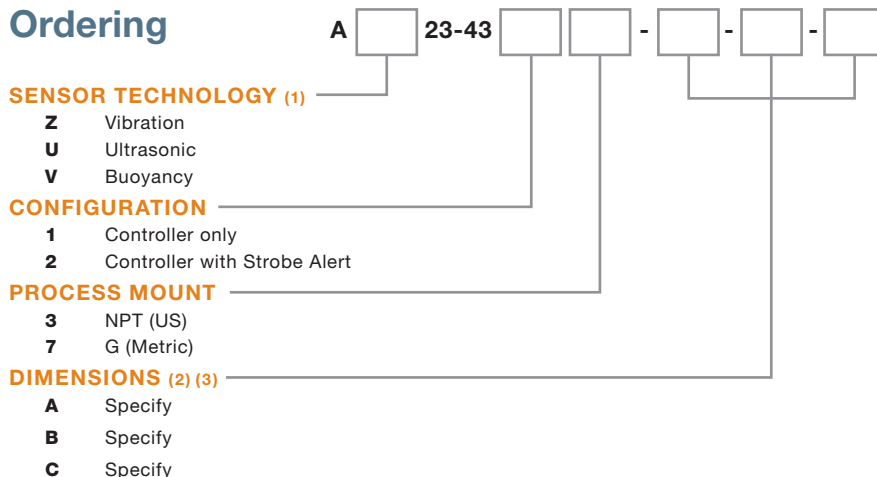 Ordering
A 23-43 - - -
SENSOR TECHNOLOGY (1)
Z Vibration
U Ultrasonic
V Buoyancy
CONFIGURATION
1 Controller only
2 Controller with Strobe Alert
PROCESS MOUNT
3 NPT (US)
7 G (Metric)
DIMENSIONS (2) (3)
A Specify
B Specify
C Specify